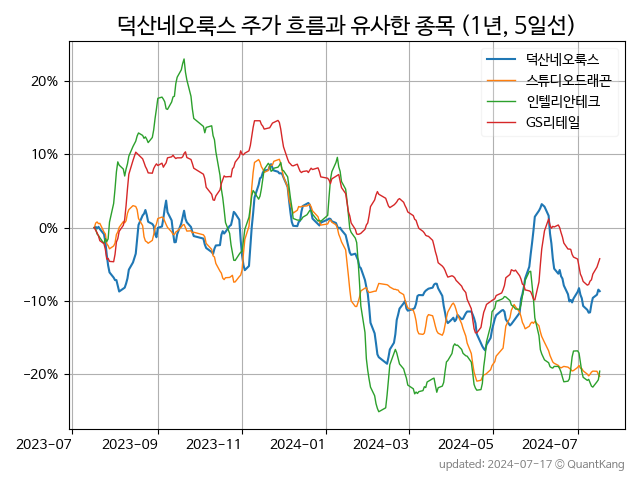 덕산네오룩스 주가 흐름과 유사한 종목 (1년, 5일선)
덕산네오룩스
스튜디오드래곤
인텔리안테크
GS리테일
20%
10%
0%
−10%
−20%
2023-07 2023-09 2023-11 2024-01 2024-03 2024-05 2024-07
updated: 2024-07-17 © QuantKang